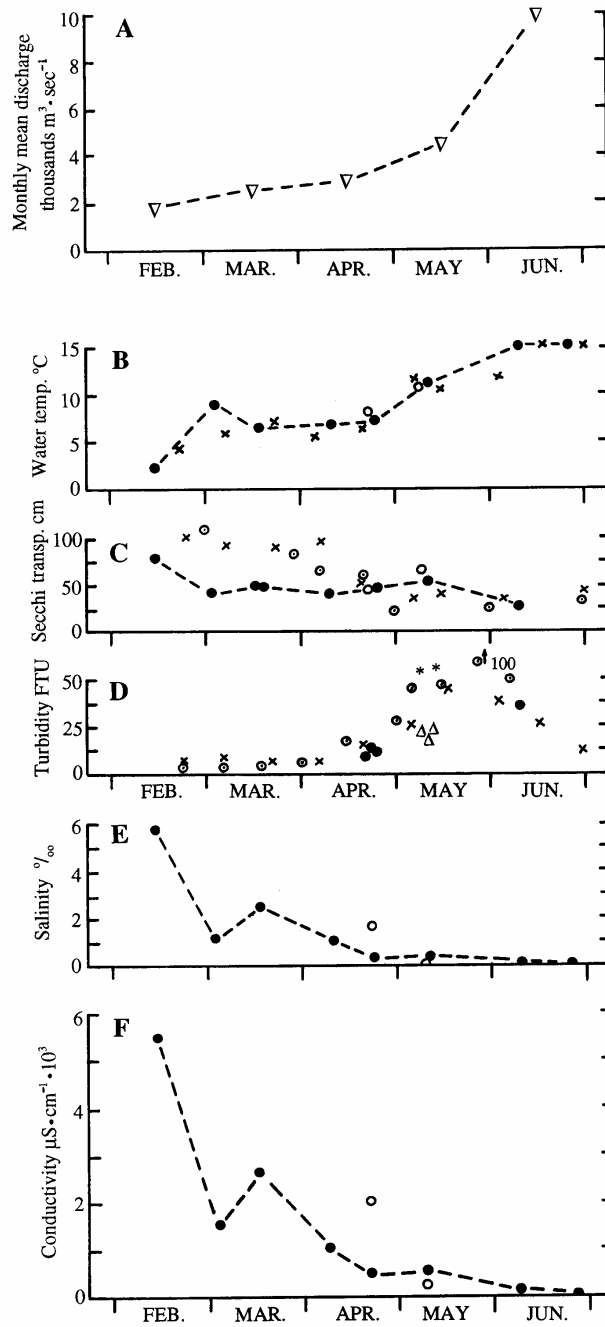 A
Monthly mean discharge
thousands m³•sec⁻¹
10
8
6
4
2
0
FEB. MAR. APR. MAY JUN.
B
Water temp. °C
15
10
5
0
C
Secchi transp. cm
100
50
0
D
Turbidity FTU
50
25
0
* *
100
FEB. MAR. APR. MAY JUN.
E
Salinity ‰
6
4
2
0
F
Conductivity µS•cm⁻¹•10³
6
4
2
0
FEB. MAR. APR. MAY JUN.